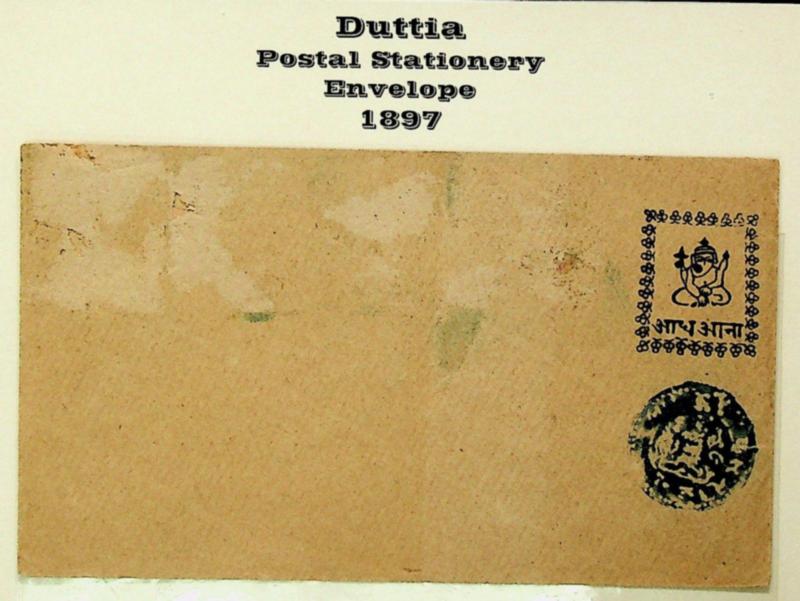 Duttia
Postal Stationery
Envelope
1897
आध आना